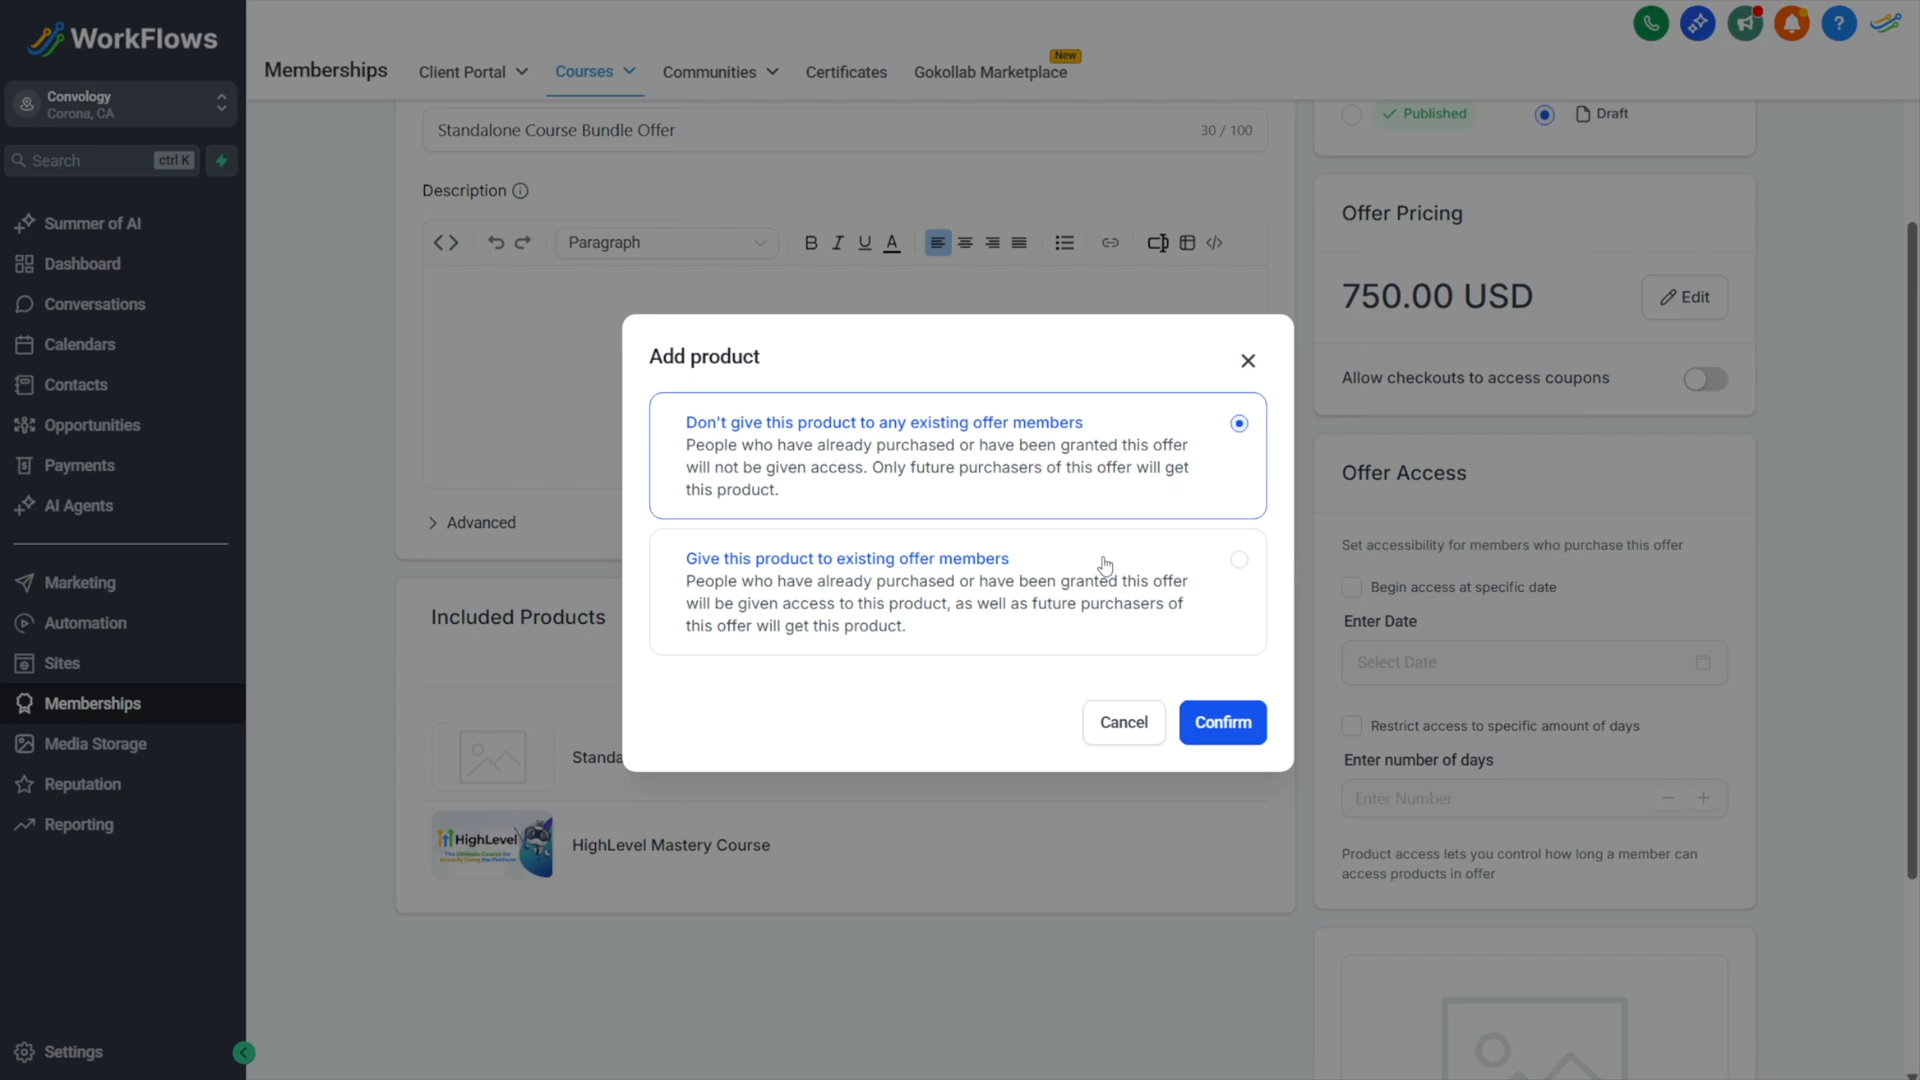 WorkFlows
Convology
Corona, CA
Search
ctrl K
Summer of AI
Dashboard
Conversations
Calendars
Contacts
Opportunities
Payments
AI Agents
Marketing
Automation
Sites
Memberships
Media Storage
Reputation
Reporting
Settings
Memberships
Client Portal
Courses
Communities
Certificates
Gokollab Marketplace
New
Standalone Course Bundle Offer
30 / 100
Description
Paragraph
Advanced
Included Products
Standa
HighLevel
HighLevel Mastery Course
Add product
Don't give this product to any existing offer members
People who have already purchased or have been granted this offer
will not be given access. Only future purchasers of this offer will get
this product.
Give this product to existing offer members
People who have already purchased or have been granted this offer
will be given access to this product, as well as future purchasers of
this offer will get this product.
Cancel
Confirm
Published
Draft
Offer Pricing
750.00 USD
Edit
Allow checkouts to access coupons
Offer Access
Set accessibility for members who purchase this offer
Begin access at specific date
Enter Date
Select Date
Restrict access to specific amount of days
Enter number of days
Enter Number
Product access lets you control how long a member can
access products in offer